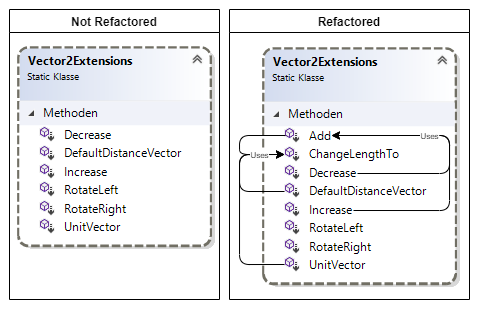 Not Refactored
Vector2Extensions
Static Klasse
Methoden
Decrease
DefaultDistanceVector
Increase
RotateLeft
RotateRight
UnitVector
Refactored
Vector2Extensions
Static Klasse
Methoden
Add
Uses
Uses
ChangeLengthTo
Decrease
DefaultDistanceVector
Increase
RotateLeft
RotateRight
UnitVector